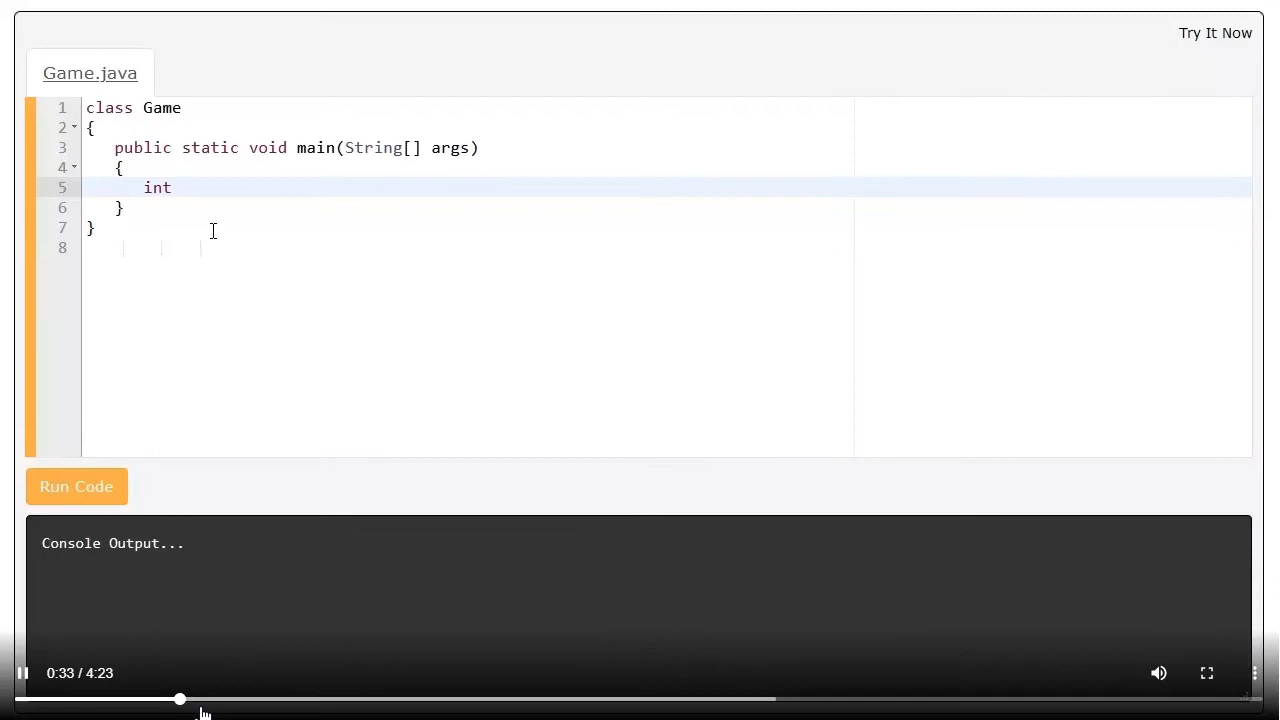 Try It Now
Game.java
1 class Game
2 {
3 public static void main(String[] args)
4 {
5 int
6 }
7 }
8
Run Code
Console Output...
0:33 / 4:23